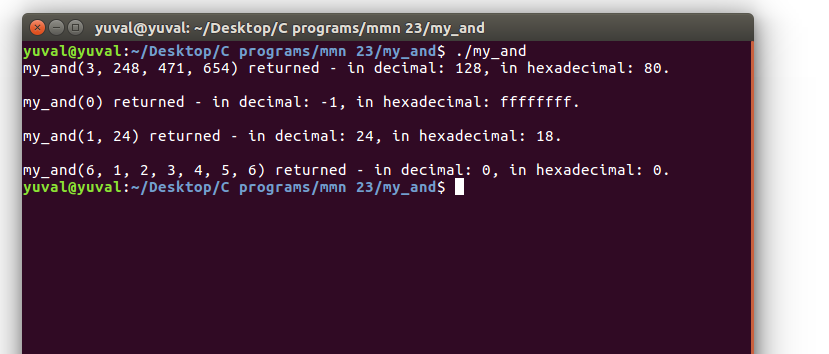 yuval@yuval: ~/Desktop/C programs/mmn 23/my_and
yuval@yuval:~/Desktop/C programs/mmn 23/my_and$ ./my_and
my_and(3, 248, 471, 654) returned - in decimal: 128, in hexadecimal: 80.
my_and(0) returned - in decimal: -1, in hexadecimal: ffffffff.
my_and(1, 24) returned - in decimal: 24, in hexadecimal: 18.
my_and(6, 1, 2, 3, 4, 5, 6) returned - in decimal: 0, in hexadecimal: 0.
yuval@yuval:~/Desktop/C programs/mmn 23/my_and$